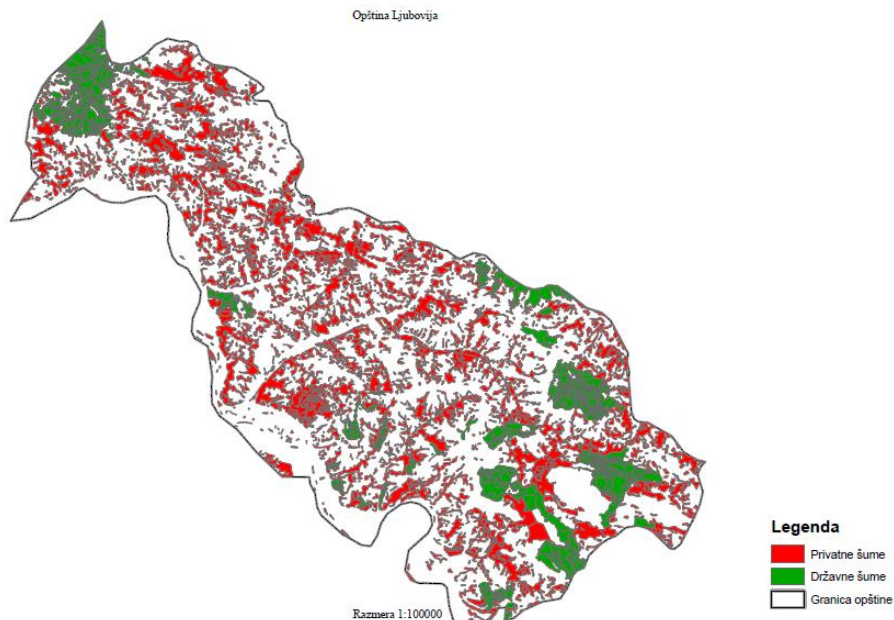 Opština Ljubovija
Legenda
Privatne šume
Državne šume
Granica opštine
Razmera 1:100000